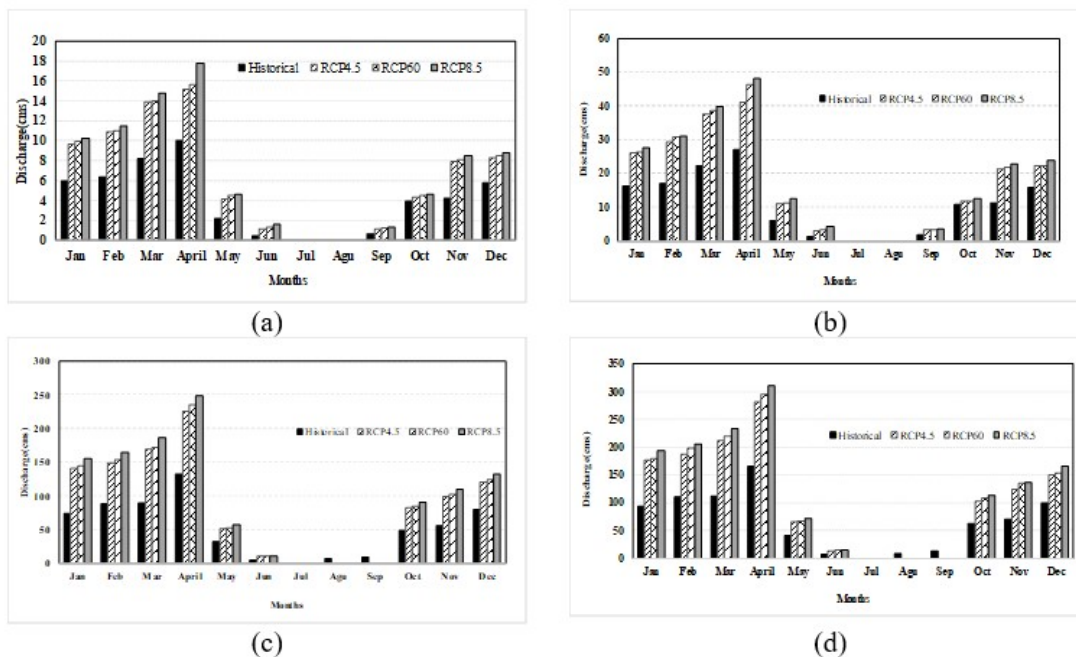 20
18
16
14
12
10
8
6
4
2
0
Discharge(cms)
Historical RCP4.5 RCP60 RCP8.5
Jan Feb Mar April May Jun Jul Agu Sep Oct Nov Dec
Months
(a)
60
50
40
30
20
10
0
Discharge(cms)
Historical RCP4.5 RCP60 RCP8.5
Jan Feb Mar April May Jun Jul Agu Sep Oct Nov Dec
Months
(b)
300
250
200
150
100
50
0
Discharge(cms)
Historical RCP4.5 RCP60 RCP8.5
Jan Feb Mar April May Jun Jul Agu Sep Oct Nov Dec
Months
(c)
350
300
250
200
150
100
50
0
Discharge(cms)
Historical RCP4.5 RCP60 RCP8.5
Jan Feb Mar April May Jun Jul Agu Sep Oct Nov Dec
Months
(d)